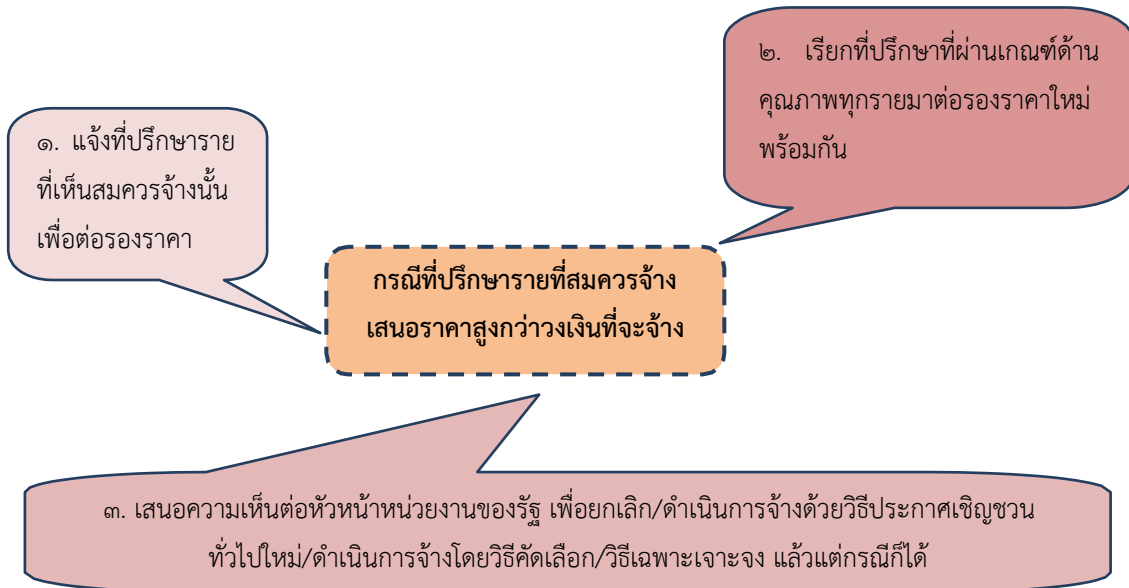 ๑. แจ้งที่ปรึกษาราย
ที่เห็นสมควรจ้างนั้น
เพื่อต่อรองราคา
๒. เรียกที่ปรึกษาที่ผ่านเกณฑ์ด้าน
คุณภาพทุกรายมาต่อรองราคาใหม่
พร้อมกัน
กรณีที่ปรึกษารายที่สมควรจ้าง
เสนอราคาสูงกว่าวงเงินที่จะจ้าง
๓. เสนอความเห็นต่อหัวหน้าหน่วยงานของรัฐ เพื่อยกเลิก/ดำเนินการจ้างด้วยวิธีประกาศเชิญชวน
ทั่วไปใหม่/ดำเนินการจ้างโดยวิธีคัดเลือก/วิธีเฉพาะเจาะจง แล้วแต่กรณีก็ได้